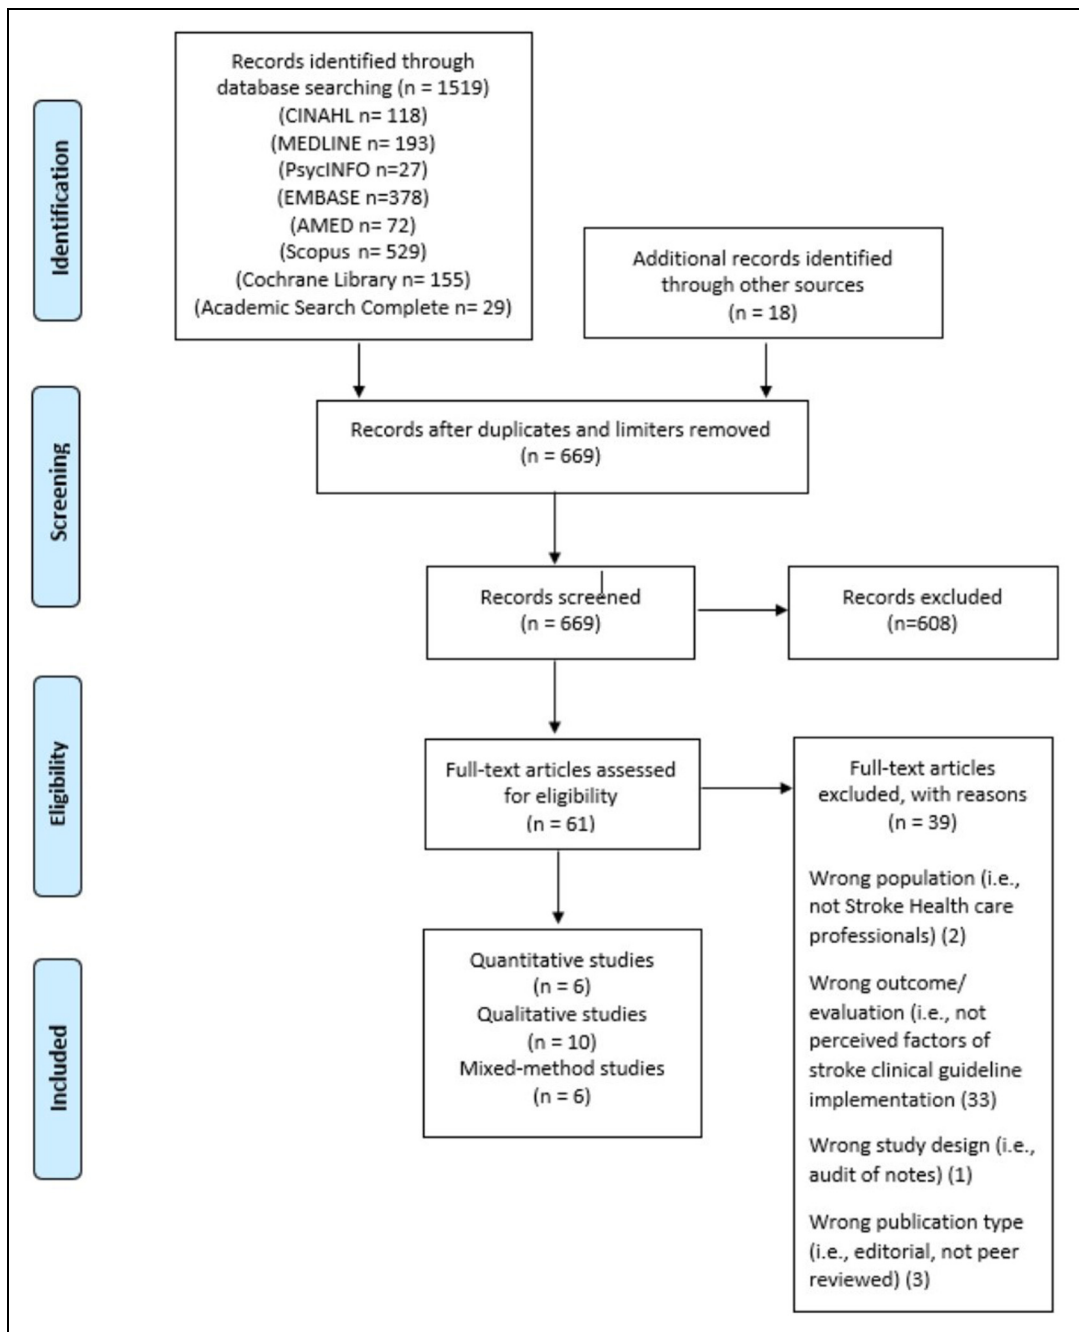 Identification
Records identified through
database searching (n = 1519)
(CINAHL n= 118)
(MEDLINE n= 193)
(PsycINFO n=27)
(EMBASE n=378)
(AMED n= 72)
(Scopus = 529)
(Cochrane Library n= 155)
(Academic Search Complete n= 29)
Additional records identified
through other sources
(n = 18)
Screening
Records after duplicates and limiters removed
(n = 669)
Records screened
(n = 669)
Records excluded
(n=608)
Eligibility
Full-text articles assessed
for eligibility
(n = 61)
Full-text articles
excluded, with reasons
(n = 39)
Wrong population (i.e.,
not Stroke Health care
professionals) (2)
Wrong outcome/
evaluation (i.e., not
perceived factors of
stroke clinical guideline
implementation (33)
Wrong study design (i.e.,
audit of notes) (1)
Wrong publication type
(i.e., editorial, not peer
reviewed) (3)
Included
Quantitative studies
(n = 6)
Qualitative studies
(n = 10)
Mixed-method studies
(n = 6)